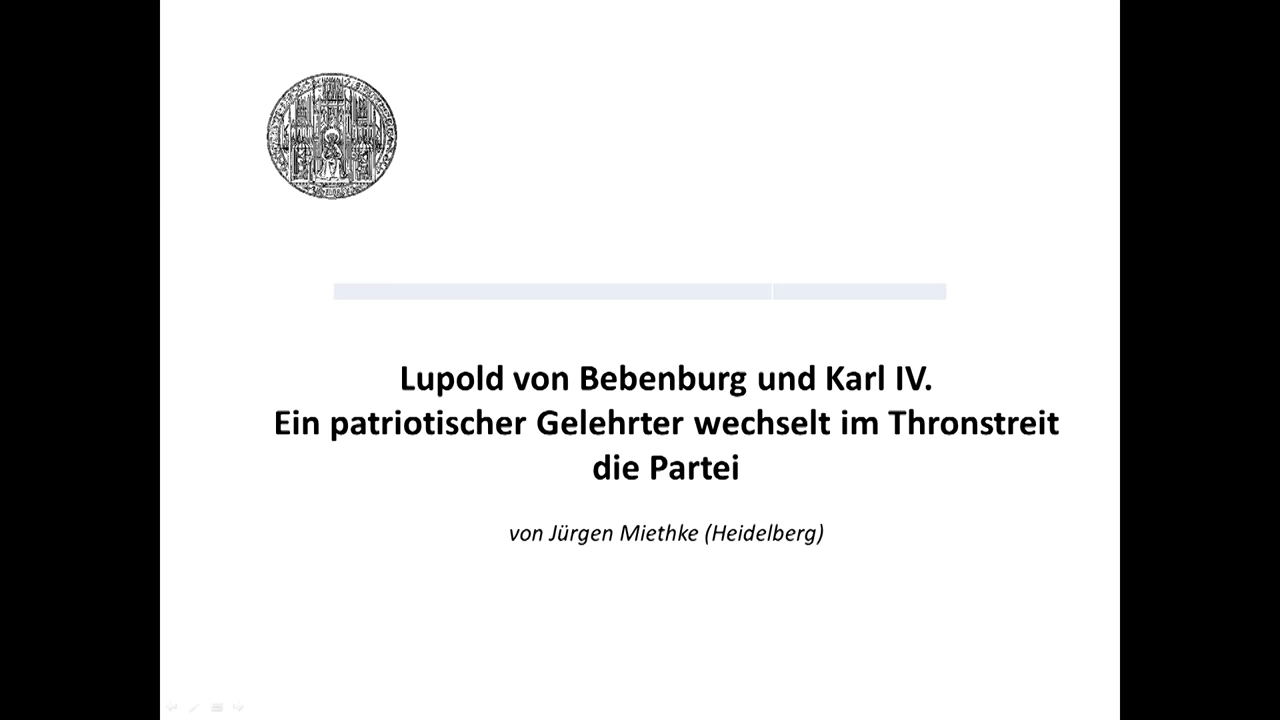 Lupold von Bebenburg und Karl IV.
Ein patriotischer Gelehrter wechselt im Thronstreit
die Partei
von Jürgen Miethke (Heidelberg)